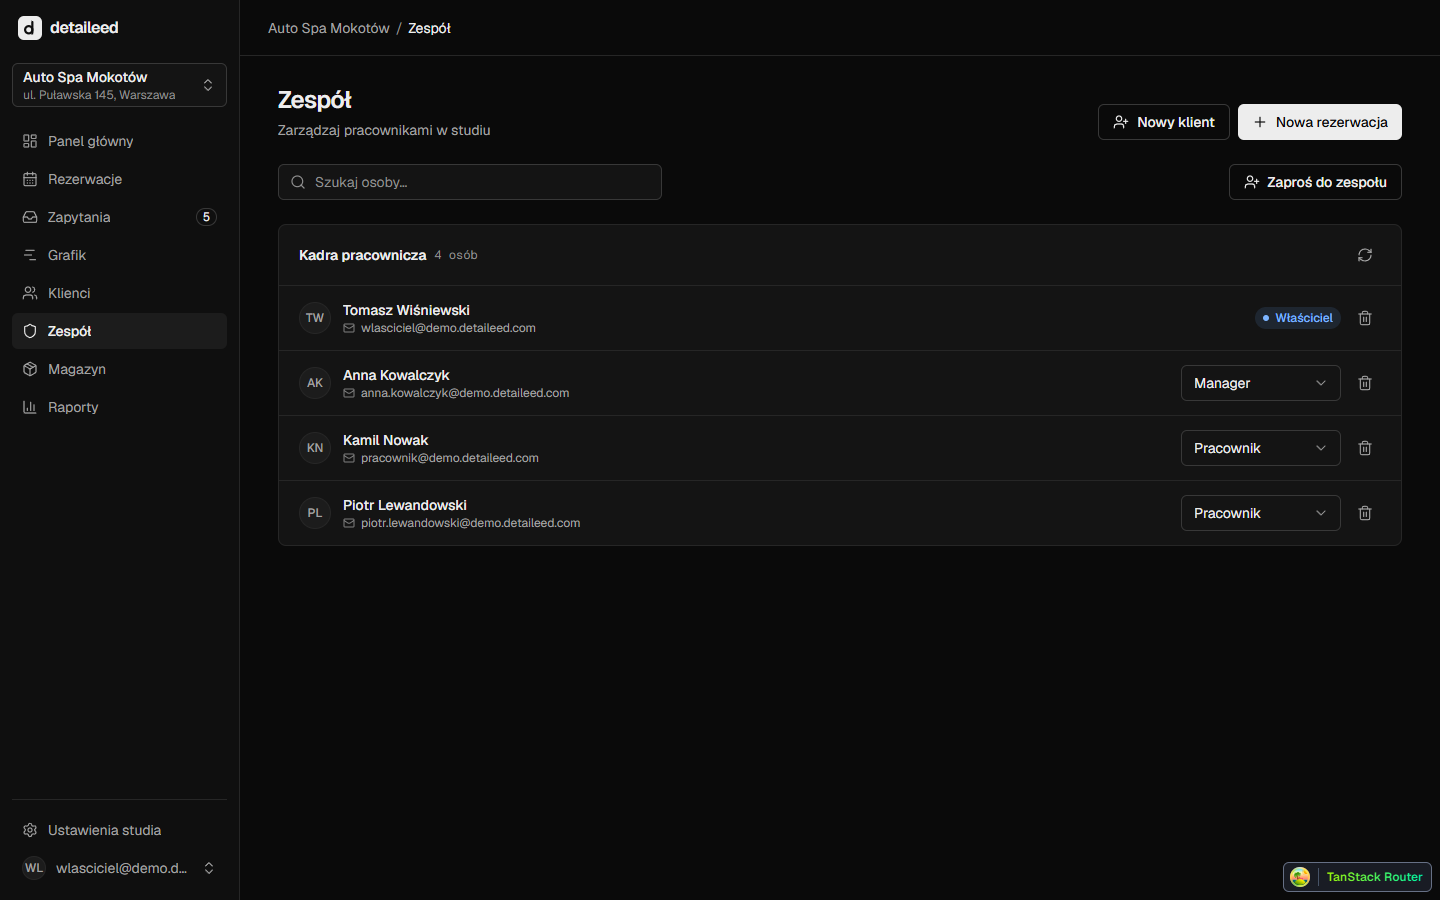 d detaileed
Auto Spa Mokotów
ul. Puławska 145, Warszawa
Panel główny
Rezerwacje
Zapytania 5
Grafik
Klienci
Zespół
Magazyn
Raporty
Ustawienia studia
WL wlasciciel@demo.d...
Auto Spa Mokotów / Zespół
Zespół
Zarządzaj pracownikami w studiu
Nowy klient
Nowa rezerwacja
Szukaj osoby...
Zaproś do zespołu
Kadra pracownicza 4 osób
TW Tomasz Wiśniewski
wlasciciel@demo.detaileed.com
Właściciel
AK Anna Kowalczyk
anna.kowalczyk@demo.detaileed.com
Manager
KN Kamil Nowak
pracownik@demo.detaileed.com
Pracownik
PL Piotr Lewandowski
piotr.lewandowski@demo.detaileed.com
Pracownik
TanStack Router